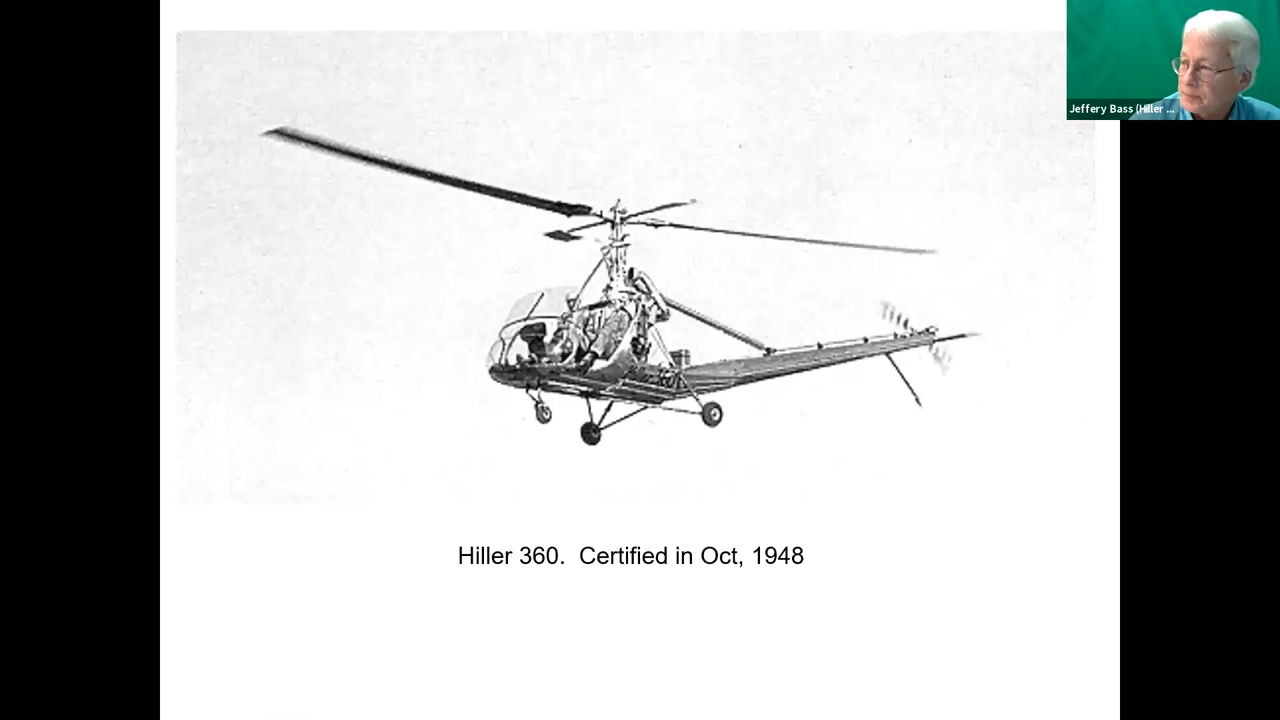 Jeffery Bass (Hiller ...
Hiller 360.  Certified in Oct, 1948